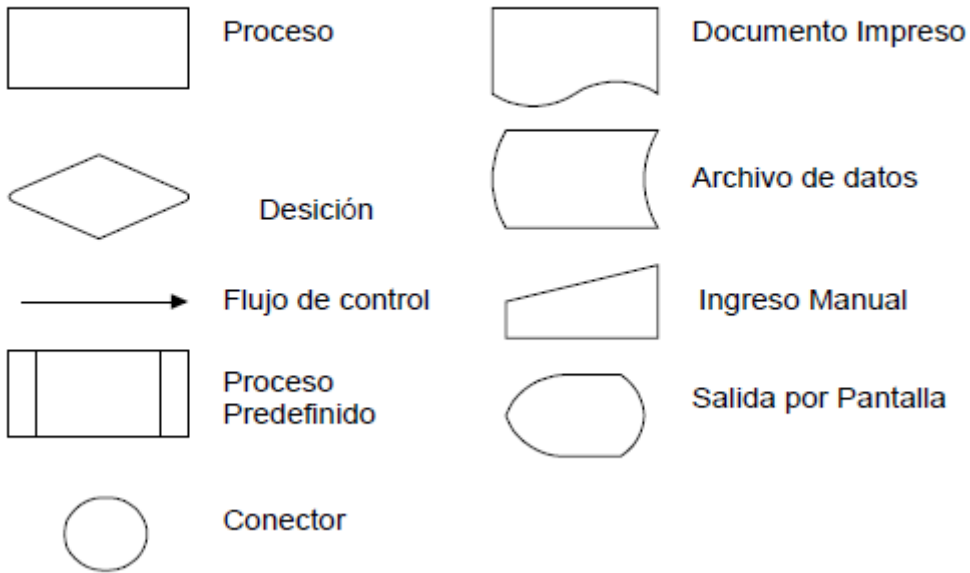 Proceso
Desición
Flujo de control
Proceso
Predefinido
Conector
Documento Impreso
Archivo de datos
Ingreso Manual
Salida por Pantalla